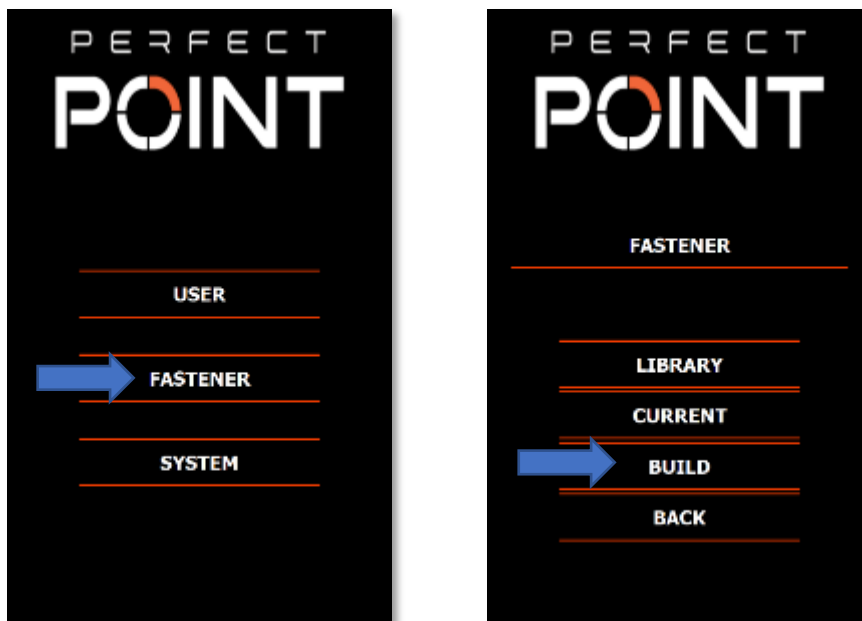 PERFECT
POINT
USER
FASTENER
SYSTEM
PERFECT
POINT
FASTENER
LIBRARY
CURRENT
BUILD
BACK